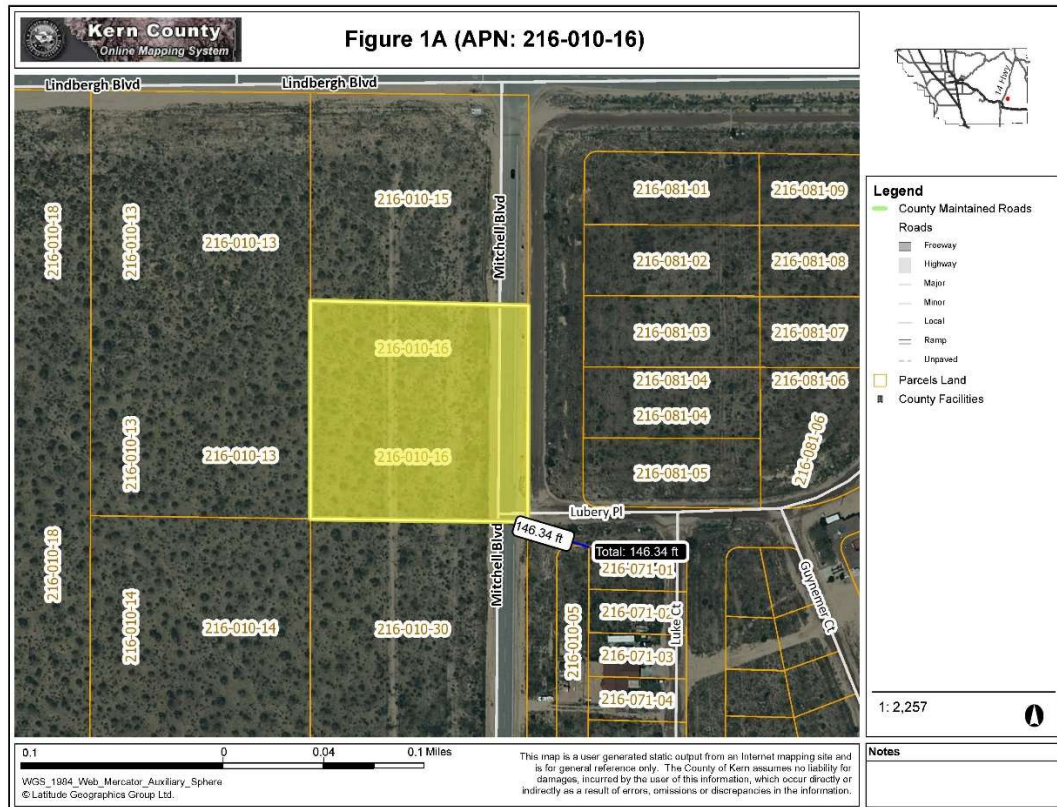 Kern County
Online Mapping System
Figure 1A (APN: 216-010-16)
14 Hwy
Lindbergh Blvd
Lindbergh Blvd
216-010-18
216-010-13
216-010-13
216-010-15
Mitchell Blvd
216-081-01
216-081-09
216-081-02
216-081-08
216-010-16
216-081-03
216-081-07
216-081-04
216-081-06
216-081-04
216-010-13
216-010-13
216-010-16
216-081-05
216-081-06
Lubery Pl
146.34 ft
Total: 146.34 ft
216-010-18
216-010-14
216-010-14
216-010-30
Mitchell Blvd
216-010-05
216-071-01
216-071-02
216-071-03
216-071-04
Luke Ct
Guynemer Ct
Legend
County Maintained Roads
Roads
Freeway
Highway
Major
Minor
Local
Ramp
Unpaved
Parcels Land
County Facilities
1: 2,257
0.1
0
0.04
0.1 Miles
WGS_1984_Web_Mercator_Auxiliary_Sphere
© Latitude Geographics Group Ltd.
This map is a user generated static output from an Internet mapping site and
is for general reference only. The County of Kern assumes no liability for
damages, incurred by the user of this information, which occur directly or
indirectly as a result of errors, omissions or discrepancies in the information.
Notes